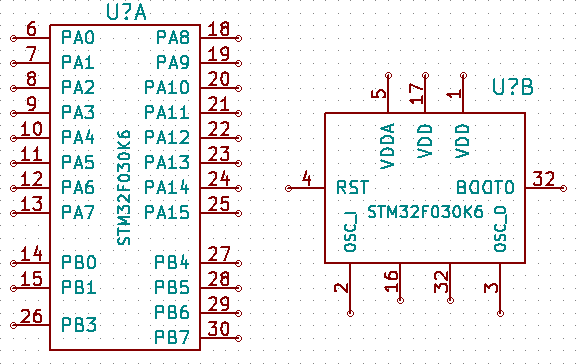 U?A
6 PA0 PA8 18
7 PA1 PA9 19
8 PA2 PA10 20
9 PA3 PA11 21
10 PA4 PA12 22
11 PA5 PA13 23
12 PA6 PA14 24
13 PA7 PA15 25
STM32F030K6
14 PB0 PB4 27
15 PB1 PB5 28
PB6 29
26 PB3
PB7 30
U?B
5 17 1
VDDA VDD VDD
4 RST BOOT0 32
STM32F030K6
OSC_I OSC_O
2 16 32 3